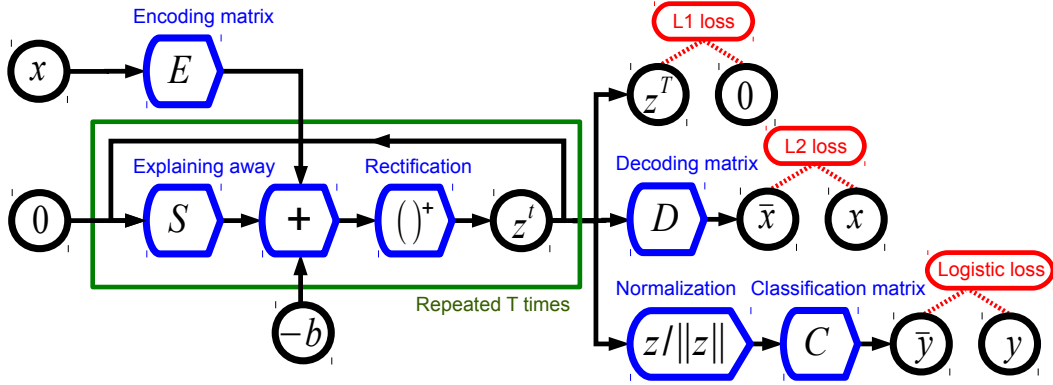 Encoding matrix
L1 loss
x
E
z^T
0
Explaining away
Rectification
Decoding matrix
L2 loss
0
S
+
()^+
z^t
D
x̄
x
Repeated T times
Normalization
Classification matrix
Logistic loss
−b
z/‖z‖
C
ȳ
y